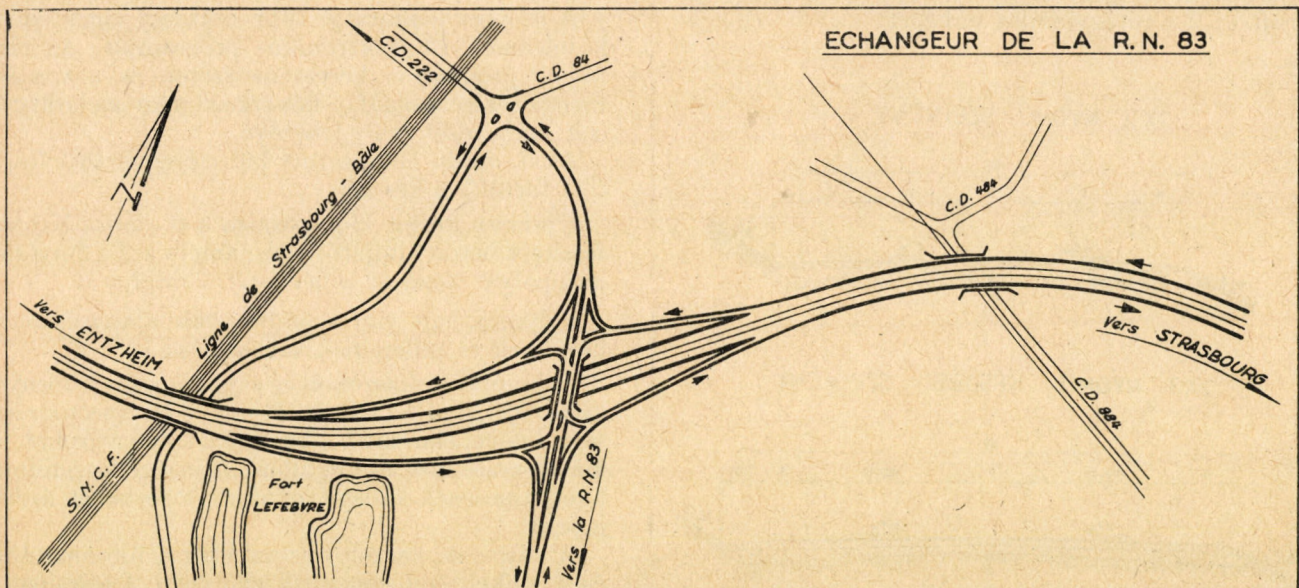 ECHANGEUR DE LA R.N. 83
C.D. 222
C.D. 84
N
Ligne de Strasbourg - Bâle
C.D. 484
Vers ENTZHEIM
Vers STRASBOURG
C.D. 884
S.N.C.F.
Fort
LEFEBVRE
Vers la R.N. 83